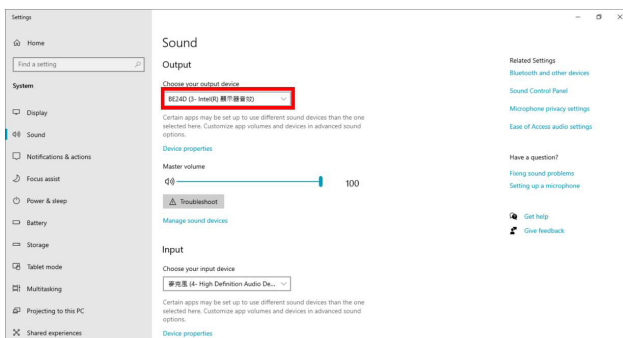 Settings
Home
Find a setting
System
Display
Sound
Notifications & actions
Focus assist
Power & sleep
Battery
Storage
Tablet mode
Multitasking
Projecting to this PC
Shared experiences
Sound
Output
Choose your output device
BE24D (3- Intel(R) 顯示器音效)
Certain apps may be set up to use different sound devices than the one
selected here. Customize app volumes and devices in advanced sound
options.
Device properties
Master volume
100
Troubleshoot
Manage sound devices
Input
Choose your input device
麥克風 (4- High Definition Audio De...
Certain apps may be set up to use different sound devices than the one
selected here. Customize app volumes and devices in advanced sound
options.
Device properties
Related Settings
Bluetooth and other devices
Sound Control Panel
Microphone privacy settings
Ease of Access audio settings
Have a question?
Fixing sound problems
Setting up a microphone
Get help
Give feedback